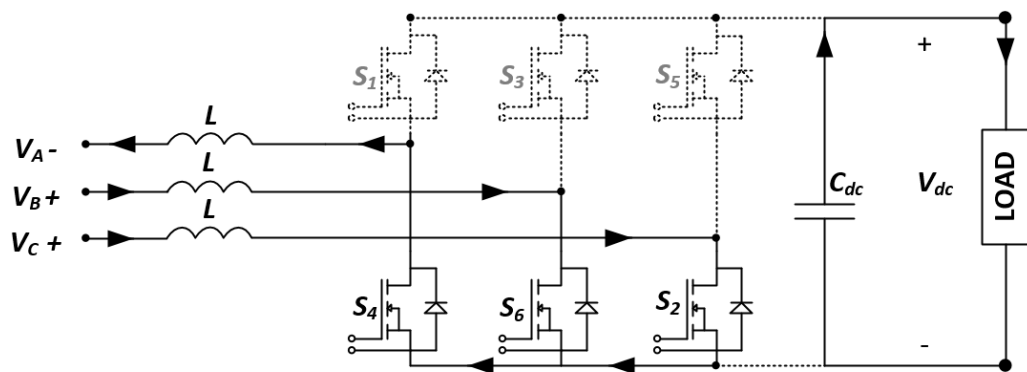 S1
S3
S5
+
L
VA -
L
VB +
Cdc
Vdc
LOAD
L
VC +
S4
S6
S2
-